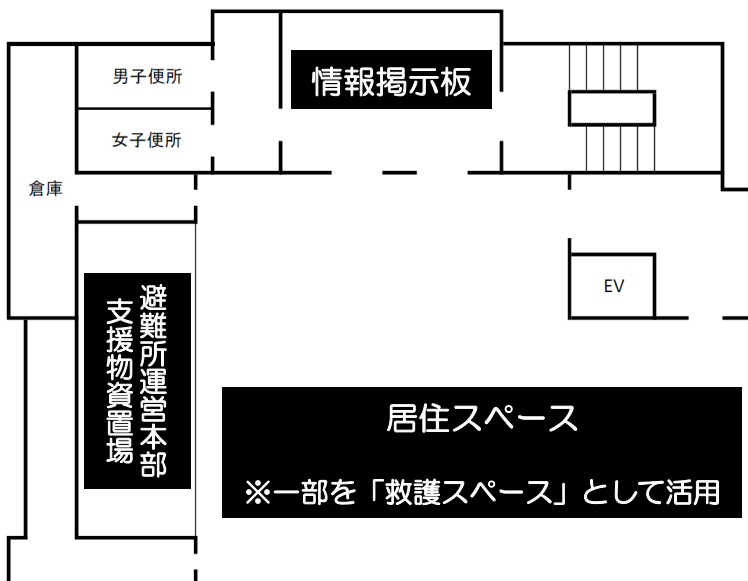 情報掲示板
男子便所
女子便所
倉庫
EV
避難所運営本部
支援物資置場
居住スペース
※一部を「救護スペース」として活用